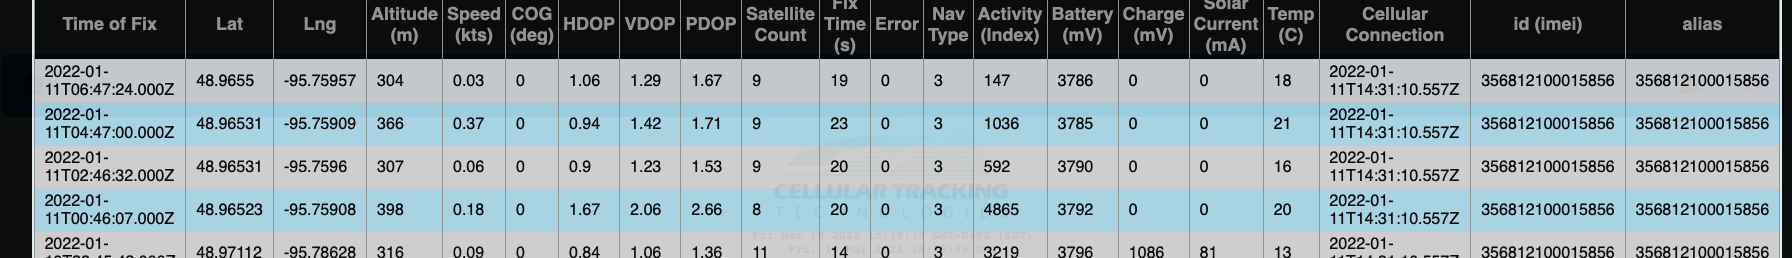 Time of Fix Lat Lng Altitude (m) Speed (kts) COG (deg) HDOP VDOP PDOP Satellite Count Fix Time (s) Error Nav Type Activity (Index) Battery (mV) Charge (mV) Solar Current (mA) Temp (C) Cellular Connection id (imei) alias
2022-01-11T06:47:24.000Z 48.9655 -95.75957 304 0.03 0 1.06 1.29 1.67 9 19 0 3 147 3786 0 0 18 2022-01-11T14:31:10.557Z 356812100015856 356812100015856
2022-01-11T04:47:00.000Z 48.96531 -95.75909 366 0.37 0 0.94 1.42 1.71 9 23 0 3 1036 3785 0 0 21 2022-01-11T14:31:10.557Z 356812100015856 356812100015856
2022-01-11T02:46:32.000Z 48.96531 -95.7596 307 0.06 0 0.9 1.23 1.53 9 20 0 3 592 3790 0 0 16 2022-01-11T14:31:10.557Z 356812100015856 356812100015856
CELLULAR TRACKING
2022-01-11T00:46:07.000Z 48.96523 -95.75908 398 0.18 0 1.67 2.06 2.66 8 20 0 3 4865 3792 0 0 20 2022-01-11T14:31:10.557Z 356812100015856 356812100015856
2022-01- 48.97112 -95.78628 316 0.09 0 0.84 1.06 1.36 11 14 0 3 3219 3796 1086 81 13 2022-01- 356812100015856 356812100015856